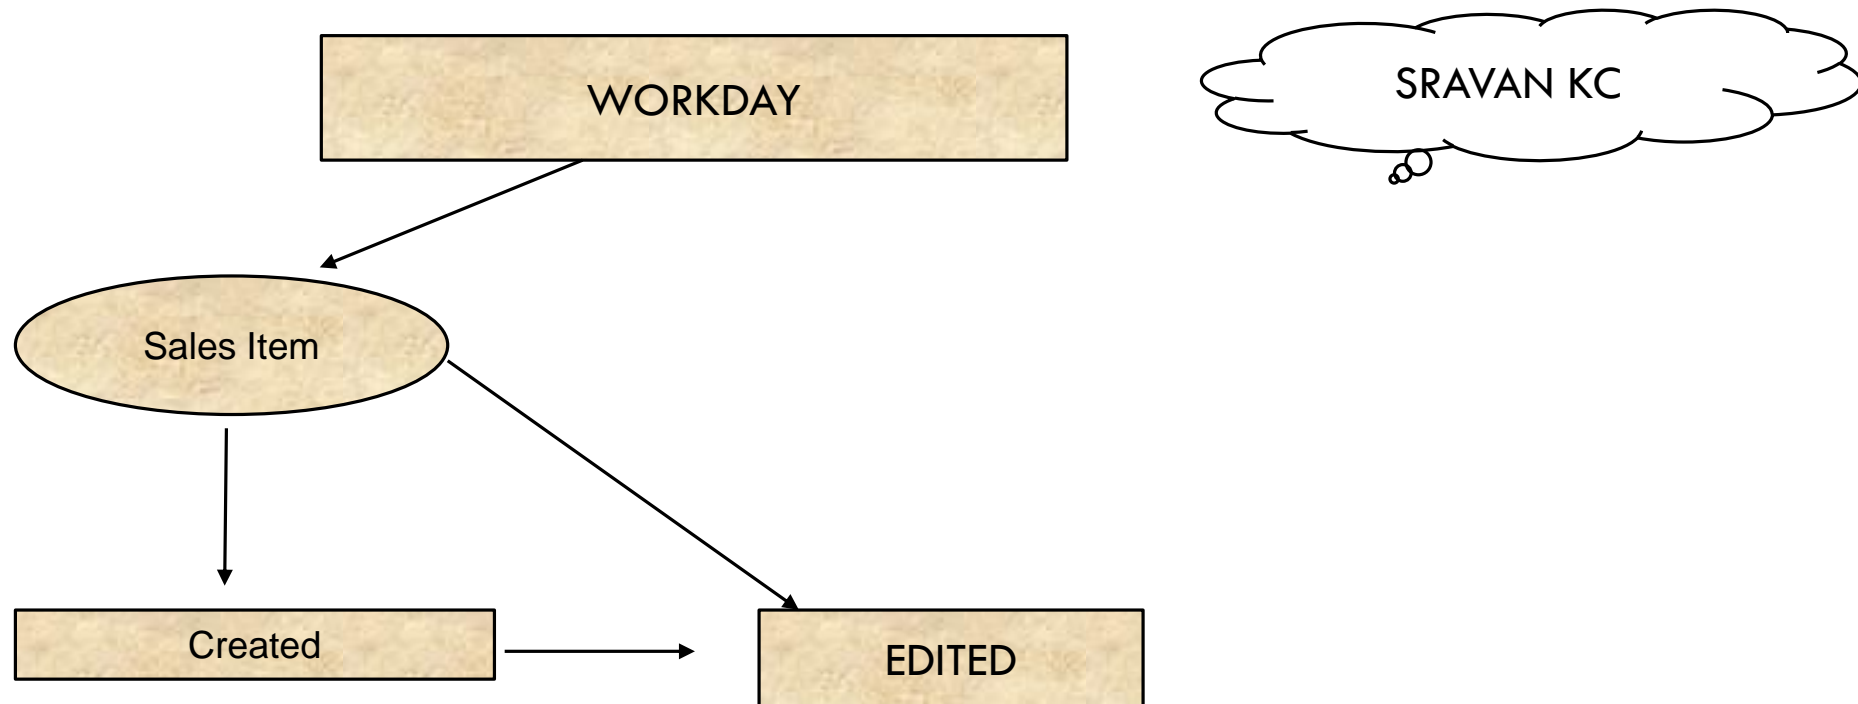 WORKDAY
SRAVAN KC
Sales Item
Created
EDITED